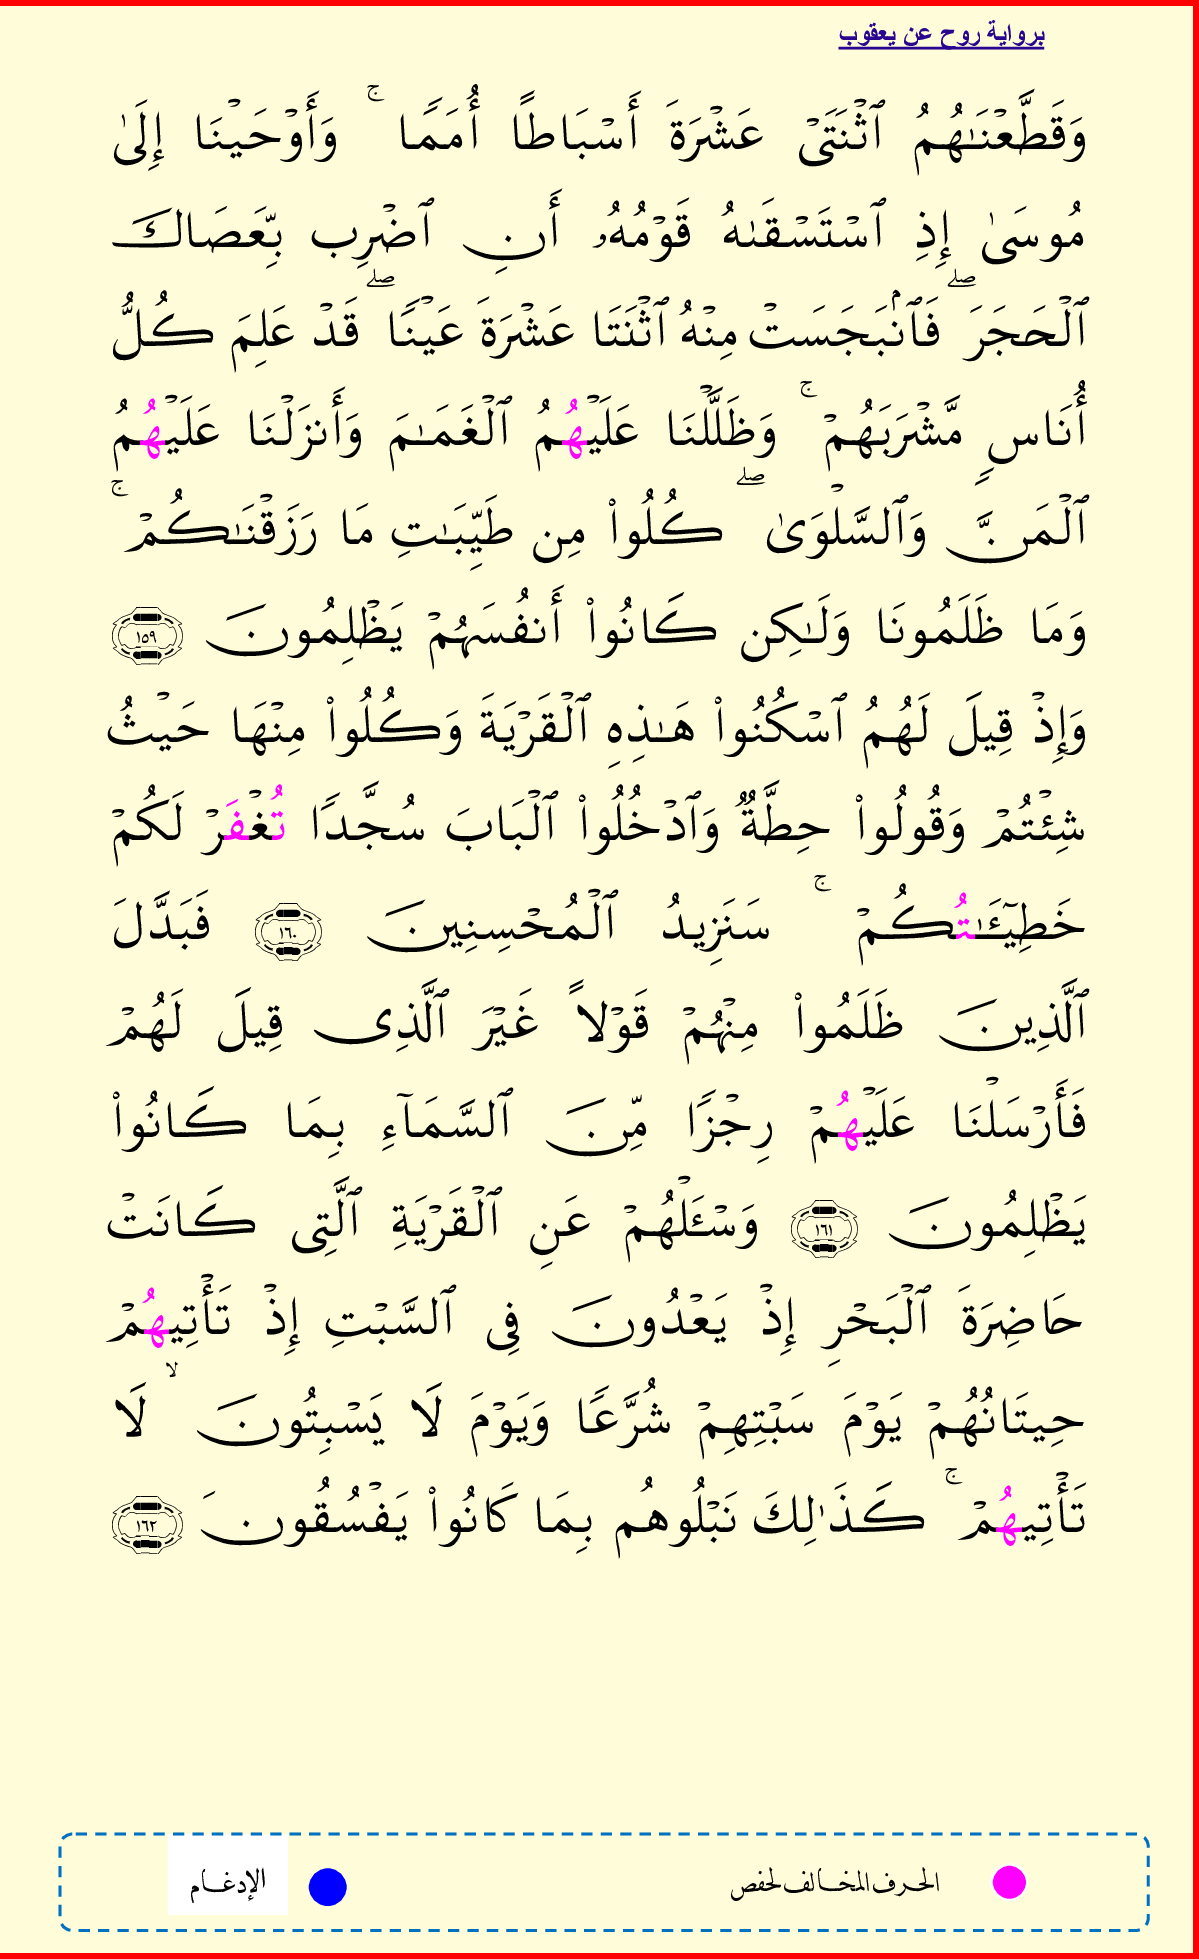 برواية روح عن يعقوب
وَقَطَّعْنَـٰهُمُ ٱثْنَتَىْ عَشْرَةَ أَسْبَاطًا أُمَمًا ۚ وَأَوْحَيْنَا إِلَىٰ
مُوسَىٰ إِذِ ٱسْتَسْقَىٰهُ قَوْمُهُۥ أَنِ ٱضْرِب بِّعَصَاكَ
ٱلْحَجَرَ ۖ فَٱنۢبَجَسَتْ مِنْهُ ٱثْنَتَا عَشْرَةَ عَيْنًا ۖ قَدْ عَلِمَ كُلُّ
أُنَاسٍ مَّشْرَبَهُمْ ۚ وَظَلَّلْنَا عَلَيْهُمُ ٱلْغَمَـٰمَ وَأَنزَلْنَا عَلَيْهُمُ
ٱلْمَنَّ وَٱلسَّلْوَىٰ ۖ كُلُوا۟ مِن طَيِّبَـٰتِ مَا رَزَقْنَـٰكُمْ ۚ
وَمَا ظَلَمُونَا وَلَـٰكِن كَانُوا۟ أَنفُسَهُمْ يَظْلِمُونَ ١٥٩
وَإِذْ قِيلَ لَهُمُ ٱسْكُنُوا۟ هَـٰذِهِ ٱلْقَرْيَةَ وَكُلُوا۟ مِنْهَا حَيْثُ
شِئْتُمْ وَقُولُوا۟ حِطَّةٌ وَٱدْخُلُوا۟ ٱلْبَابَ سُجَّدًا تُغْفَرْ لَكُمْ
خَطِيٓـَٔـٰتُكُمْ ۚ سَنَزِيدُ ٱلْمُحْسِنِينَ ١٦٠ فَبَدَّلَ
ٱلَّذِينَ ظَلَمُوا۟ مِنْهُمْ قَوْلًا غَيْرَ ٱلَّذِى قِيلَ لَهُمْ
فَأَرْسَلْنَا عَلَيْهُمْ رِجْزًا مِّنَ ٱلسَّمَآءِ بِمَا كَانُوا۟
يَظْلِمُونَ ١٦١ وَسْـَٔلْهُمْ عَنِ ٱلْقَرْيَةِ ٱلَّتِى كَانَتْ
حَاضِرَةَ ٱلْبَحْرِ إِذْ يَعْدُونَ فِى ٱلسَّبْتِ إِذْ تَأْتِيهُمْ
حِيتَانُهُمْ يَوْمَ سَبْتِهِمْ شُرَّعًا وَيَوْمَ لَا يَسْبِتُونَ ۙ لَا
تَأْتِيهُمْ ۚ كَذَٰلِكَ نَبْلُوهُم بِمَا كَانُوا۟ يَفْسُقُونَ ١٦٢
الحرف المخالف لحفص
الإدغام